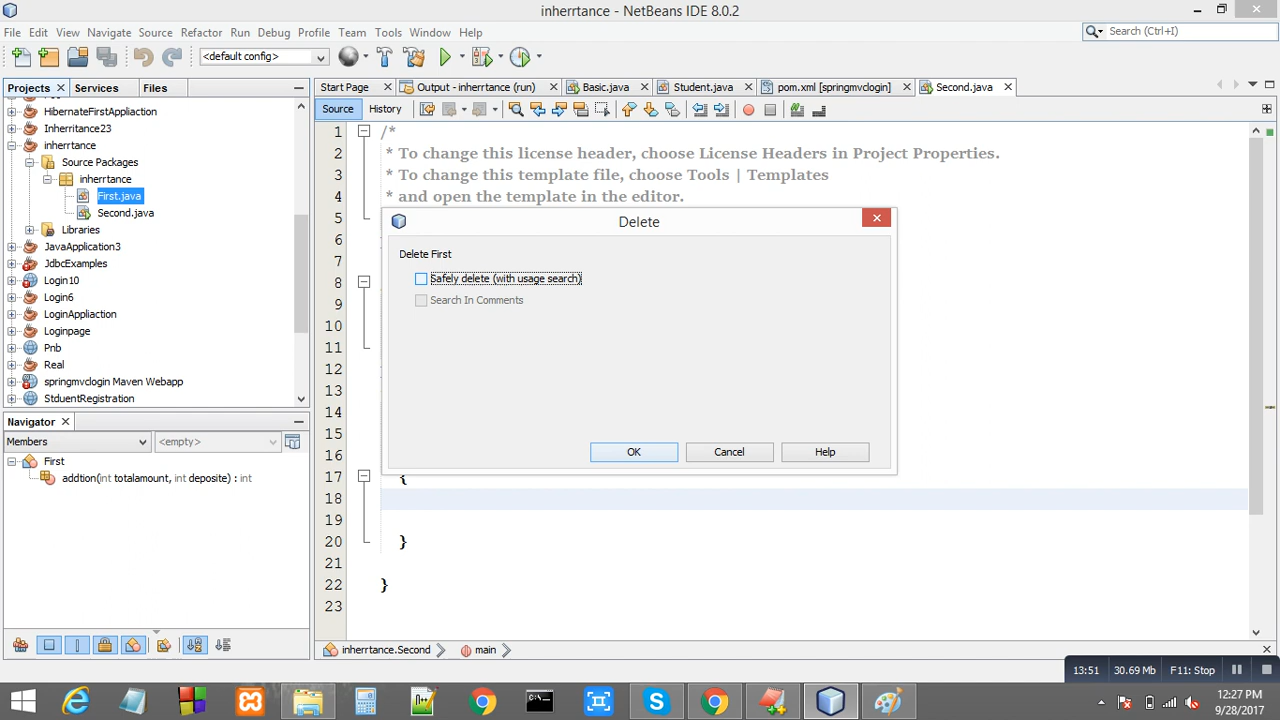 inherrtance - NetBeans IDE 8.0.2
File Edit View Navigate Source Refactor Run Debug Profile Team Tools Window Help
Search (Ctrl+I)
<default config>
Projects Services Files
Start Page Output - inherrtance (run) Basic.java Student.java pom.xml [springmvclogin] Second.java
Source History
HibernateFirstApplication
Inherritance23
inherrtance
Source Packages
inherrtance
First.java
Second.java
Libraries
JavaApplication3
JdbcExamples
Login10
Login6
LoginAppliaction
Loginpage
Pnb
Real
springmvclogin Maven Webapp
StduentRegistration
Navigator
Members <empty>
First
addtion(int totalamount, int deposite) : int
1 /*
2 * To change this license header, choose License Headers in Project Properties.
3 * To change this template file, choose Tools | Templates
4 * and open the template in the editor.
5
6
7
8
9
10
11
12
13
14
15
16
17 {
18
19
20 }
21
22 }
23
Delete
Delete First
Safely delete (with usage search)
Search In Comments
OK Cancel Help
inherrtance.Second main
13:51 30.69 Mb F11: Stop
12:27 PM
9/28/2017